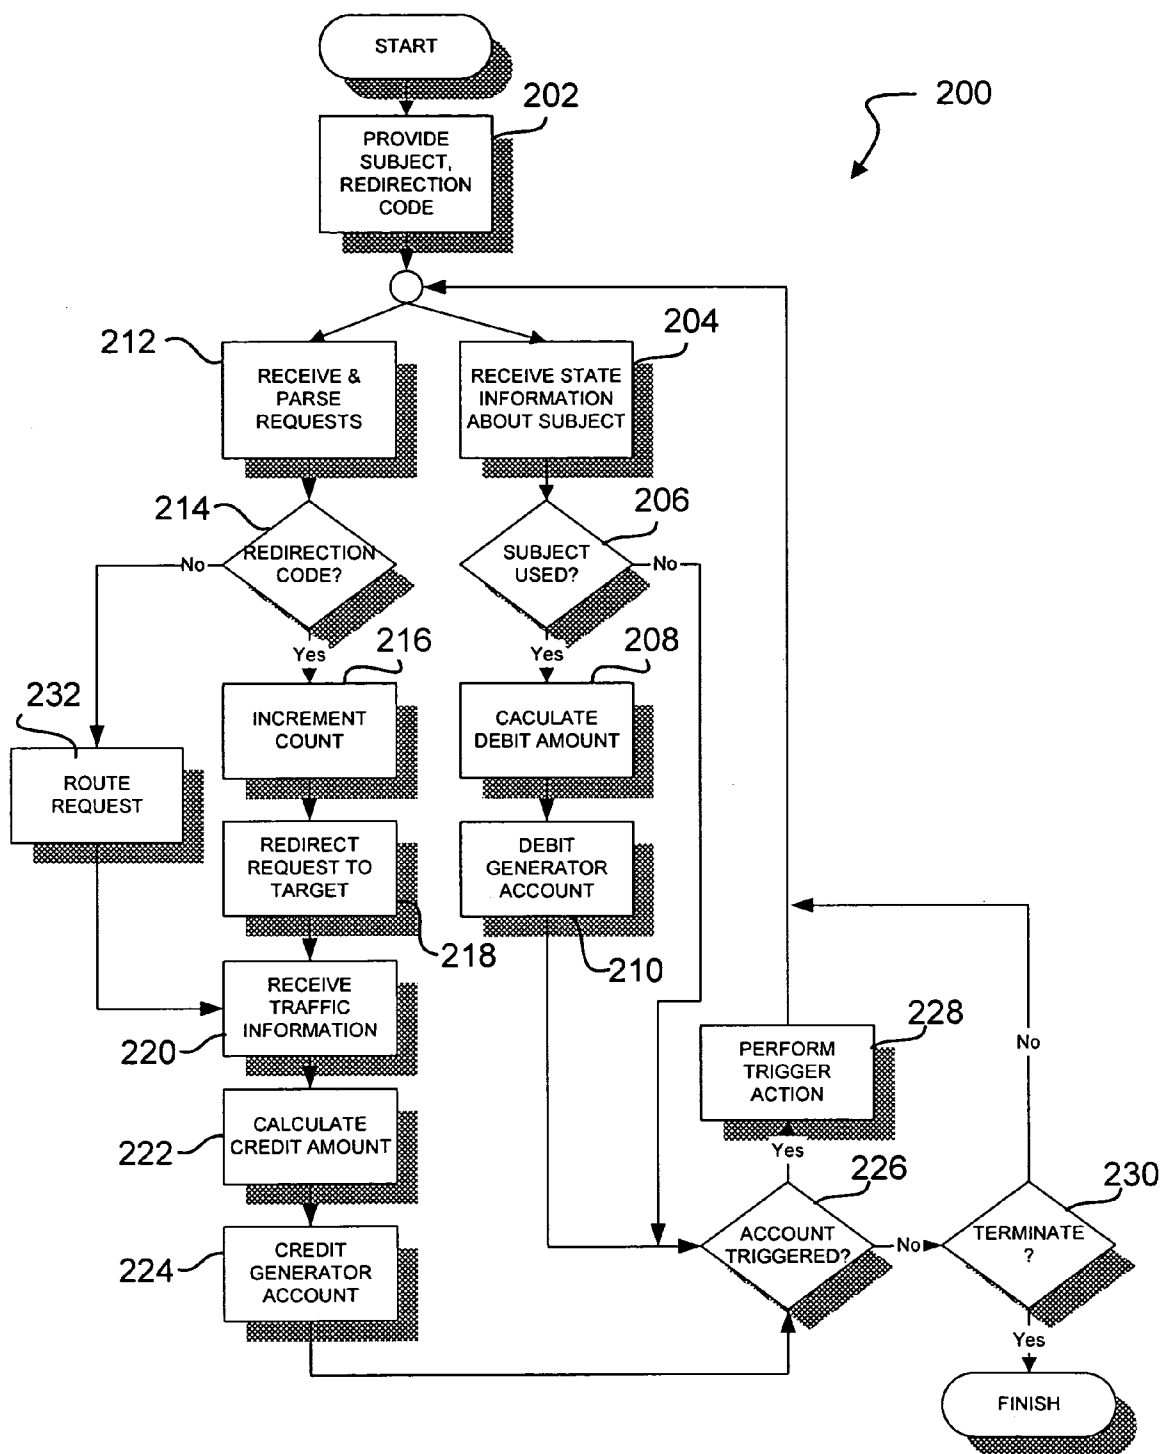 START
202
200
PROVIDE
SUBJECT,
REDIRECTION
CODE
212
204
RECEIVE &
PARSE
REQUESTS
RECEIVE STATE
INFORMATION
ABOUT SUBJECT
214
206
REDIRECTION
CODE?
No
SUBJECT
USED?
No
Yes
Yes
216
208
232
INCREMENT
COUNT
CACULATE
DEBIT AMOUNT
ROUTE
REQUEST
REDIRECT
REQUEST TO
TARGET
218
DEBIT
GENERATOR
ACCOUNT
210
RECEIVE
TRAFFIC
INFORMATION
220
228
PERFORM
TRIGGER
ACTION
No
CALCULATE
CREDIT AMOUNT
222
Yes
226
230
ACCOUNT
TRIGGERED?
No
TERMINATE
?
CREDIT
GENERATOR
ACCOUNT
224
Yes
FINISH